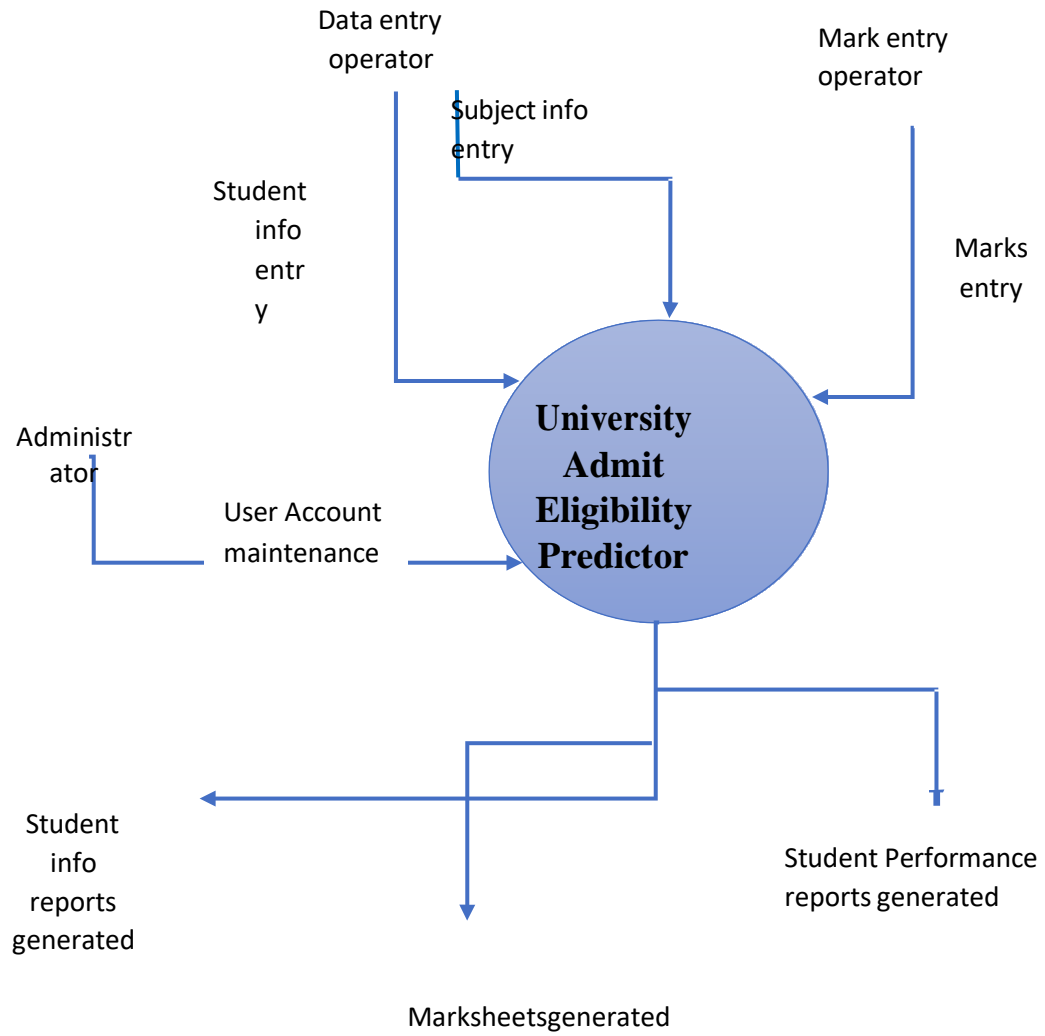 Data entry
operator
Mark entry
operator
Subject info
entry
Student
info
entr
y
Marks
entry
University
Admit
Eligibility
Predictor
Administr
ator
User Account
maintenance
Student
info
reports
generated
Student Performance
reports generated
Marksheetsgenerated